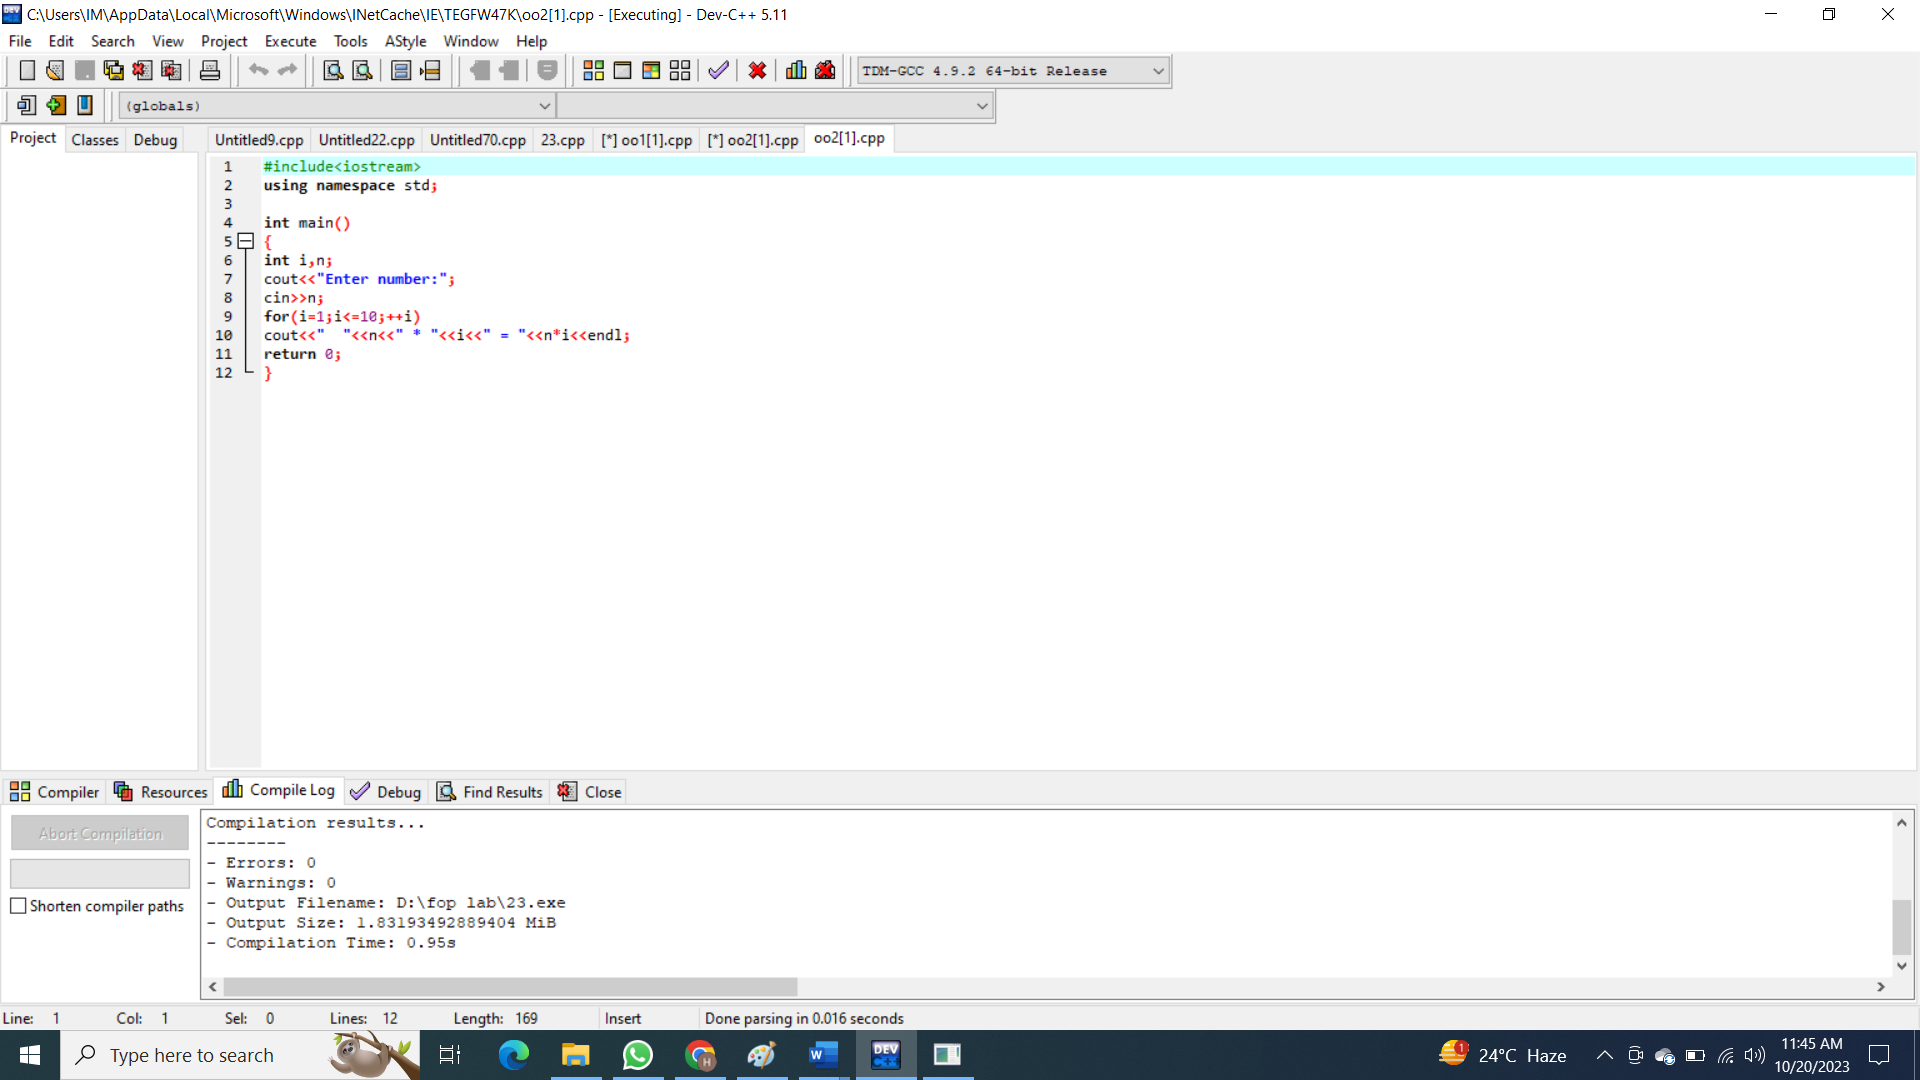 C:\Users\IM\AppData\Local\Microsoft\Windows\INetCache\IE\TEGFW47K\oo2[1].cpp - [Executing] - Dev-C++ 5.11
File Edit Search View Project Execute Tools AStyle Window Help
TDM-GCC 4.9.2 64-bit Release
(globals)
Project Classes Debug Untitled9.cpp Untitled22.cpp Untitled70.cpp 23.cpp [*] oo1[1].cpp [*] oo2[1].cpp oo2[1].cpp
1 #include<iostream>
2 using namespace std;
3
4 int main()
5 {
6 int i,n;
7 cout<<"Enter number:";
8 cin>>n;
9 for(i=1;i<=10;++i)
10 cout<<"  "<<n<<" * "<<i<<" = "<<n*i<<endl;
11 return 0;
12 }
Compiler Resources Compile Log Debug Find Results Close
Abort Compilation
Shorten compiler paths
Compilation results...
--------
- Errors: 0
- Warnings: 0
- Output Filename: D:\fop lab\23.exe
- Output Size: 1.83193492889404 MiB
- Compilation Time: 0.95s
Line: 1 Col: 1 Sel: 0 Lines: 12 Length: 169 Insert Done parsing in 0.016 seconds
Type here to search
H
W
DEV
C++
1
24°C Haze
11:45 AM
10/20/2023